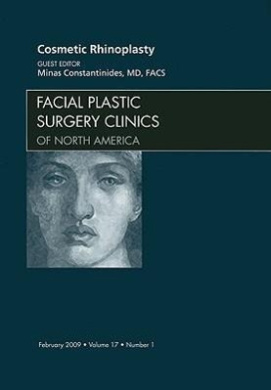 Cosmetic Rhinoplasty
GUEST EDITOR
Minas Constantinides, MD, FACS
FACIAL PLASTIC
SURGERY CLINICS
OF NORTH AMERICA
February 2009 • Volume 17 • Number 1